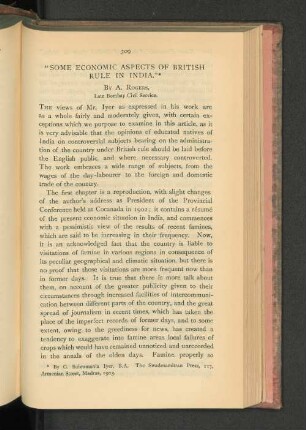 309
"SOME ECONOMIC ASPECTS OF BRITISH
RULE IN INDIA."*
BY A. ROGERS,
Late Bombay Civil Service.
THE views of Mr. Iyer as expressed in his work are
to a whole fairly and moderately given, with certain ex-
ceptions which we purpose to examine in this article, as it
is very advisable that the opinions of educated natives of
India on controversial subjects bearing on the administra-
tion of the country under British rule should be laid before
the English public, and where necessary controverted.
The work embraces a wide range of subjects, from the
wages of the day-labourer to the foreign and domestic
trade of the country.
The first chapter is a reproduction, with slight changes,
of the author's address as President of the Provincial
Conference held at Coconada in 1902; it contains a résumé
of the present economic situation in India, and commences
with a pessimistic view of the results of recent famines,
which are said to be increasing in their frequency. Now,
it is an acknowledged fact that the country is liable to
visitations of famine in various regions in consequence of
its peculiar geographical and climatic situation, but there is
no proof that those visitations are more frequent now than
in former days. It is true that there is more talk about
them, on account of the greater publicity given to their
circumstances through increased facilities of intercommuni-
cation between different parts of the country, and the great
spread of journalism in recent times, which has taken the
place of the imperfect records of former days, and to some
extent, owing to the greediness for news, has created a
tendency to exaggerate into famine areas local failures of
crops which would have remained unnoticed and unrecorded
in the annals of the olden days. Famine properly so
* By G. Subramania Iyer, B.A. The Swadesamitran Press, 117,
Armenian Street, Madras, 1903.